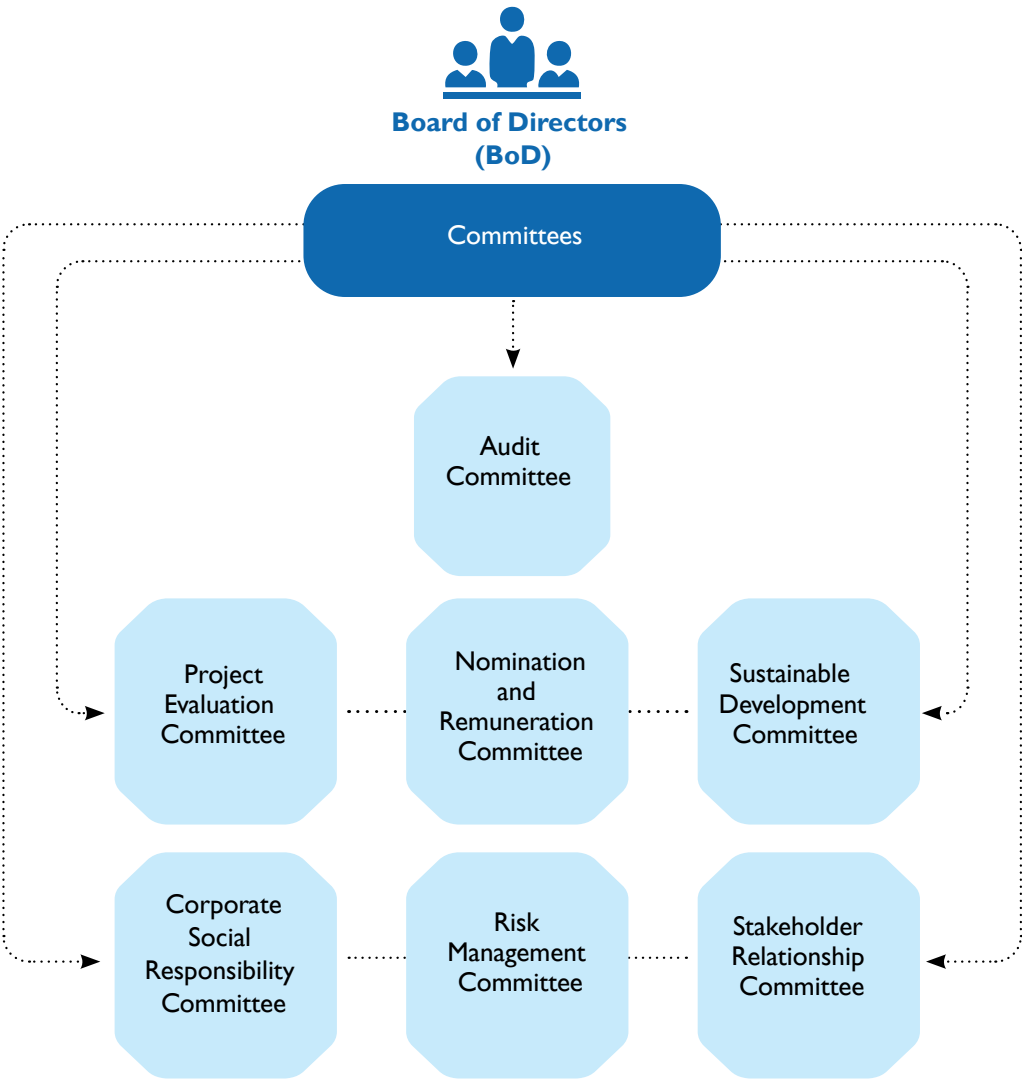 Board of Directors
(BoD)
Committees
Audit
Committee
Project
Evaluation
Committee
Nomination
and
Remuneration
Committee
Sustainable
Development
Committee
Corporate
Social
Responsibility
Committee
Risk
Management
Committee
Stakeholder
Relationship
Committee